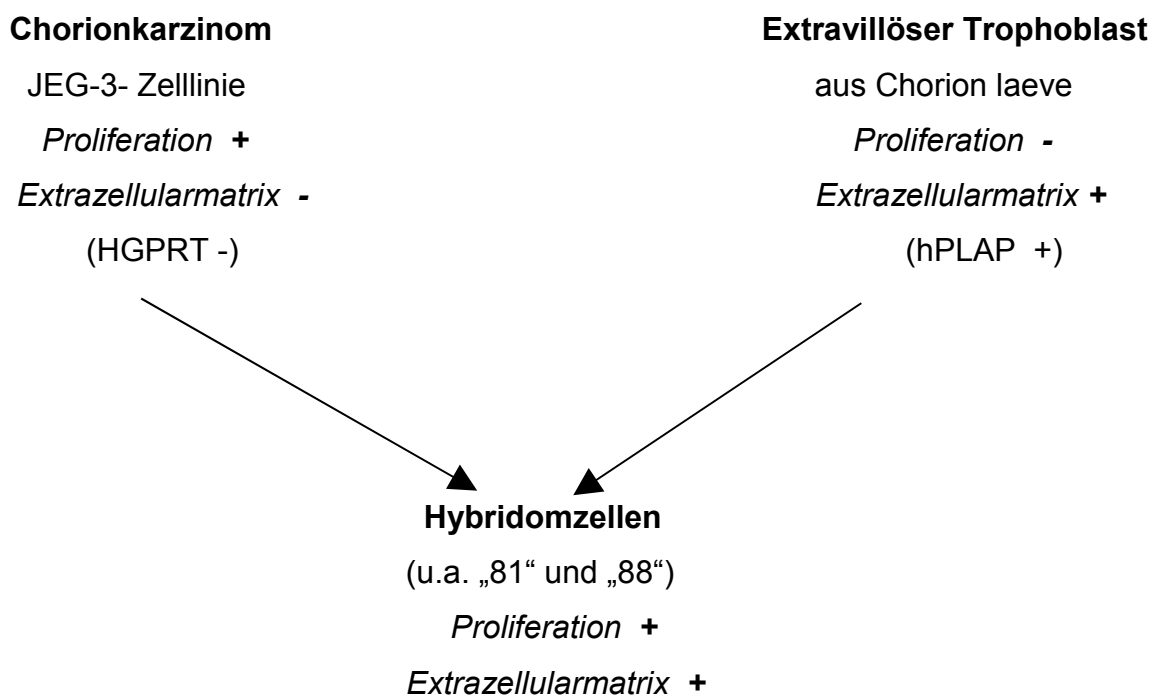 Chorionkarzinom
JEG-3- Zelllinie
Proliferation +
Extrazellularmatrix -
(HGPRT -)
Extravillöser Trophoblast
aus Chorion laeve
Proliferation -
Extrazellularmatrix +
(hPLAP +)
Hybridomzellen
(u.a. „81“ und „88“)
Proliferation +
Extrazellularmatrix +